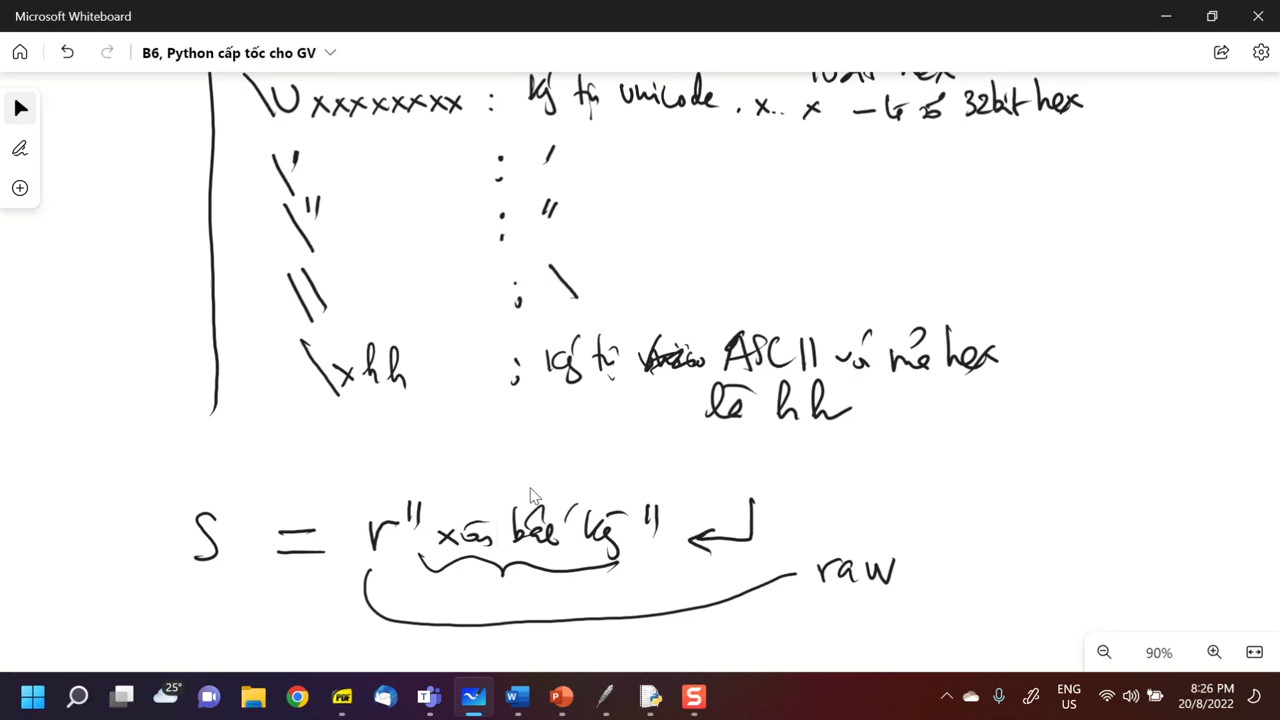 Microsoft Whiteboard
B6, Python cấp tốc cho GV
\Uxxxxxxxx : ký tự unicode . x.. x – là số 32bit hex
\' : '
\" : "
\\ : \
\xhh : Ký tự ASCII với mã hex
là hh
S = r"xâu bất kỳ" ↵
raw
90%
25°
ENG
US
8:26 PM
20/8/2022